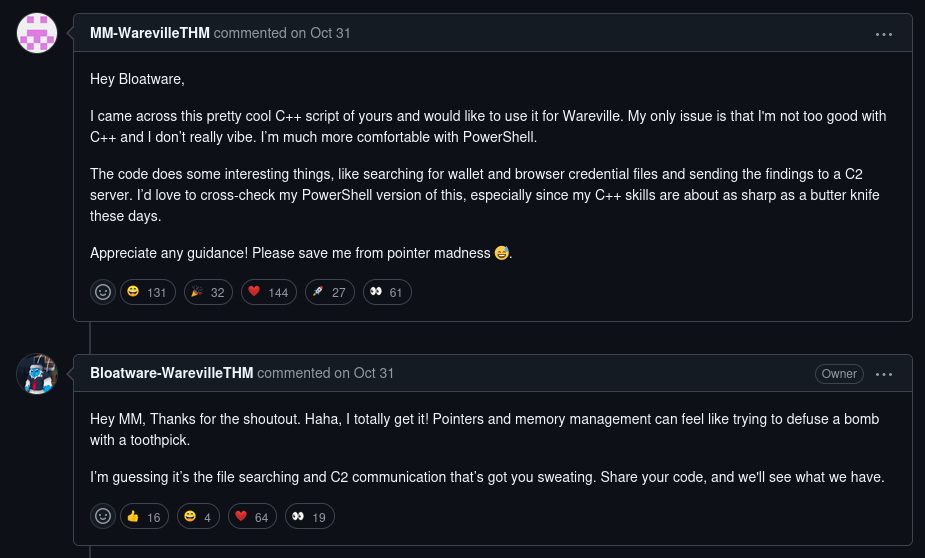 MM-WarevilleTHM commented on Oct 31
Hey Bloatware,
I came across this pretty cool C++ script of yours and would like to use it for Wareville. My only issue is that I'm not too good with
C++ and I don't really vibe. I'm much more comfortable with PowerShell.
The code does some interesting things, like searching for wallet and browser credential files and sending the findings to a C2
server. I'd love to cross-check my PowerShell version of this, especially since my C++ skills are about as sharp as a butter knife
these days.
Appreciate any guidance! Please save me from pointer madness 😅.
😄 131 🎉 32 ❤️ 144 🚀 27 👀 61
Bloatware-WarevilleTHM commented on Oct 31 Owner
Hey MM, Thanks for the shoutout. Haha, I totally get it! Pointers and memory management can feel like trying to defuse a bomb
with a toothpick.
I'm guessing it's the file searching and C2 communication that's got you sweating. Share your code, and we'll see what we have.
👍 16 😄 4 ❤️ 64 👀 19